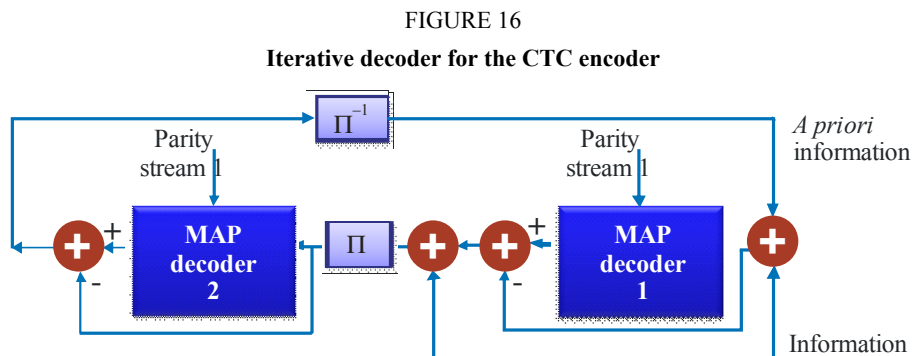 FIGURE 16
Iterative decoder for the CTC encoder
Π⁻¹
A priori
information
Parity
stream 1
Parity
stream 1
+
+
MAP
decoder
2
+
-
Π
+
+
-
MAP
decoder
1
+
+
Information